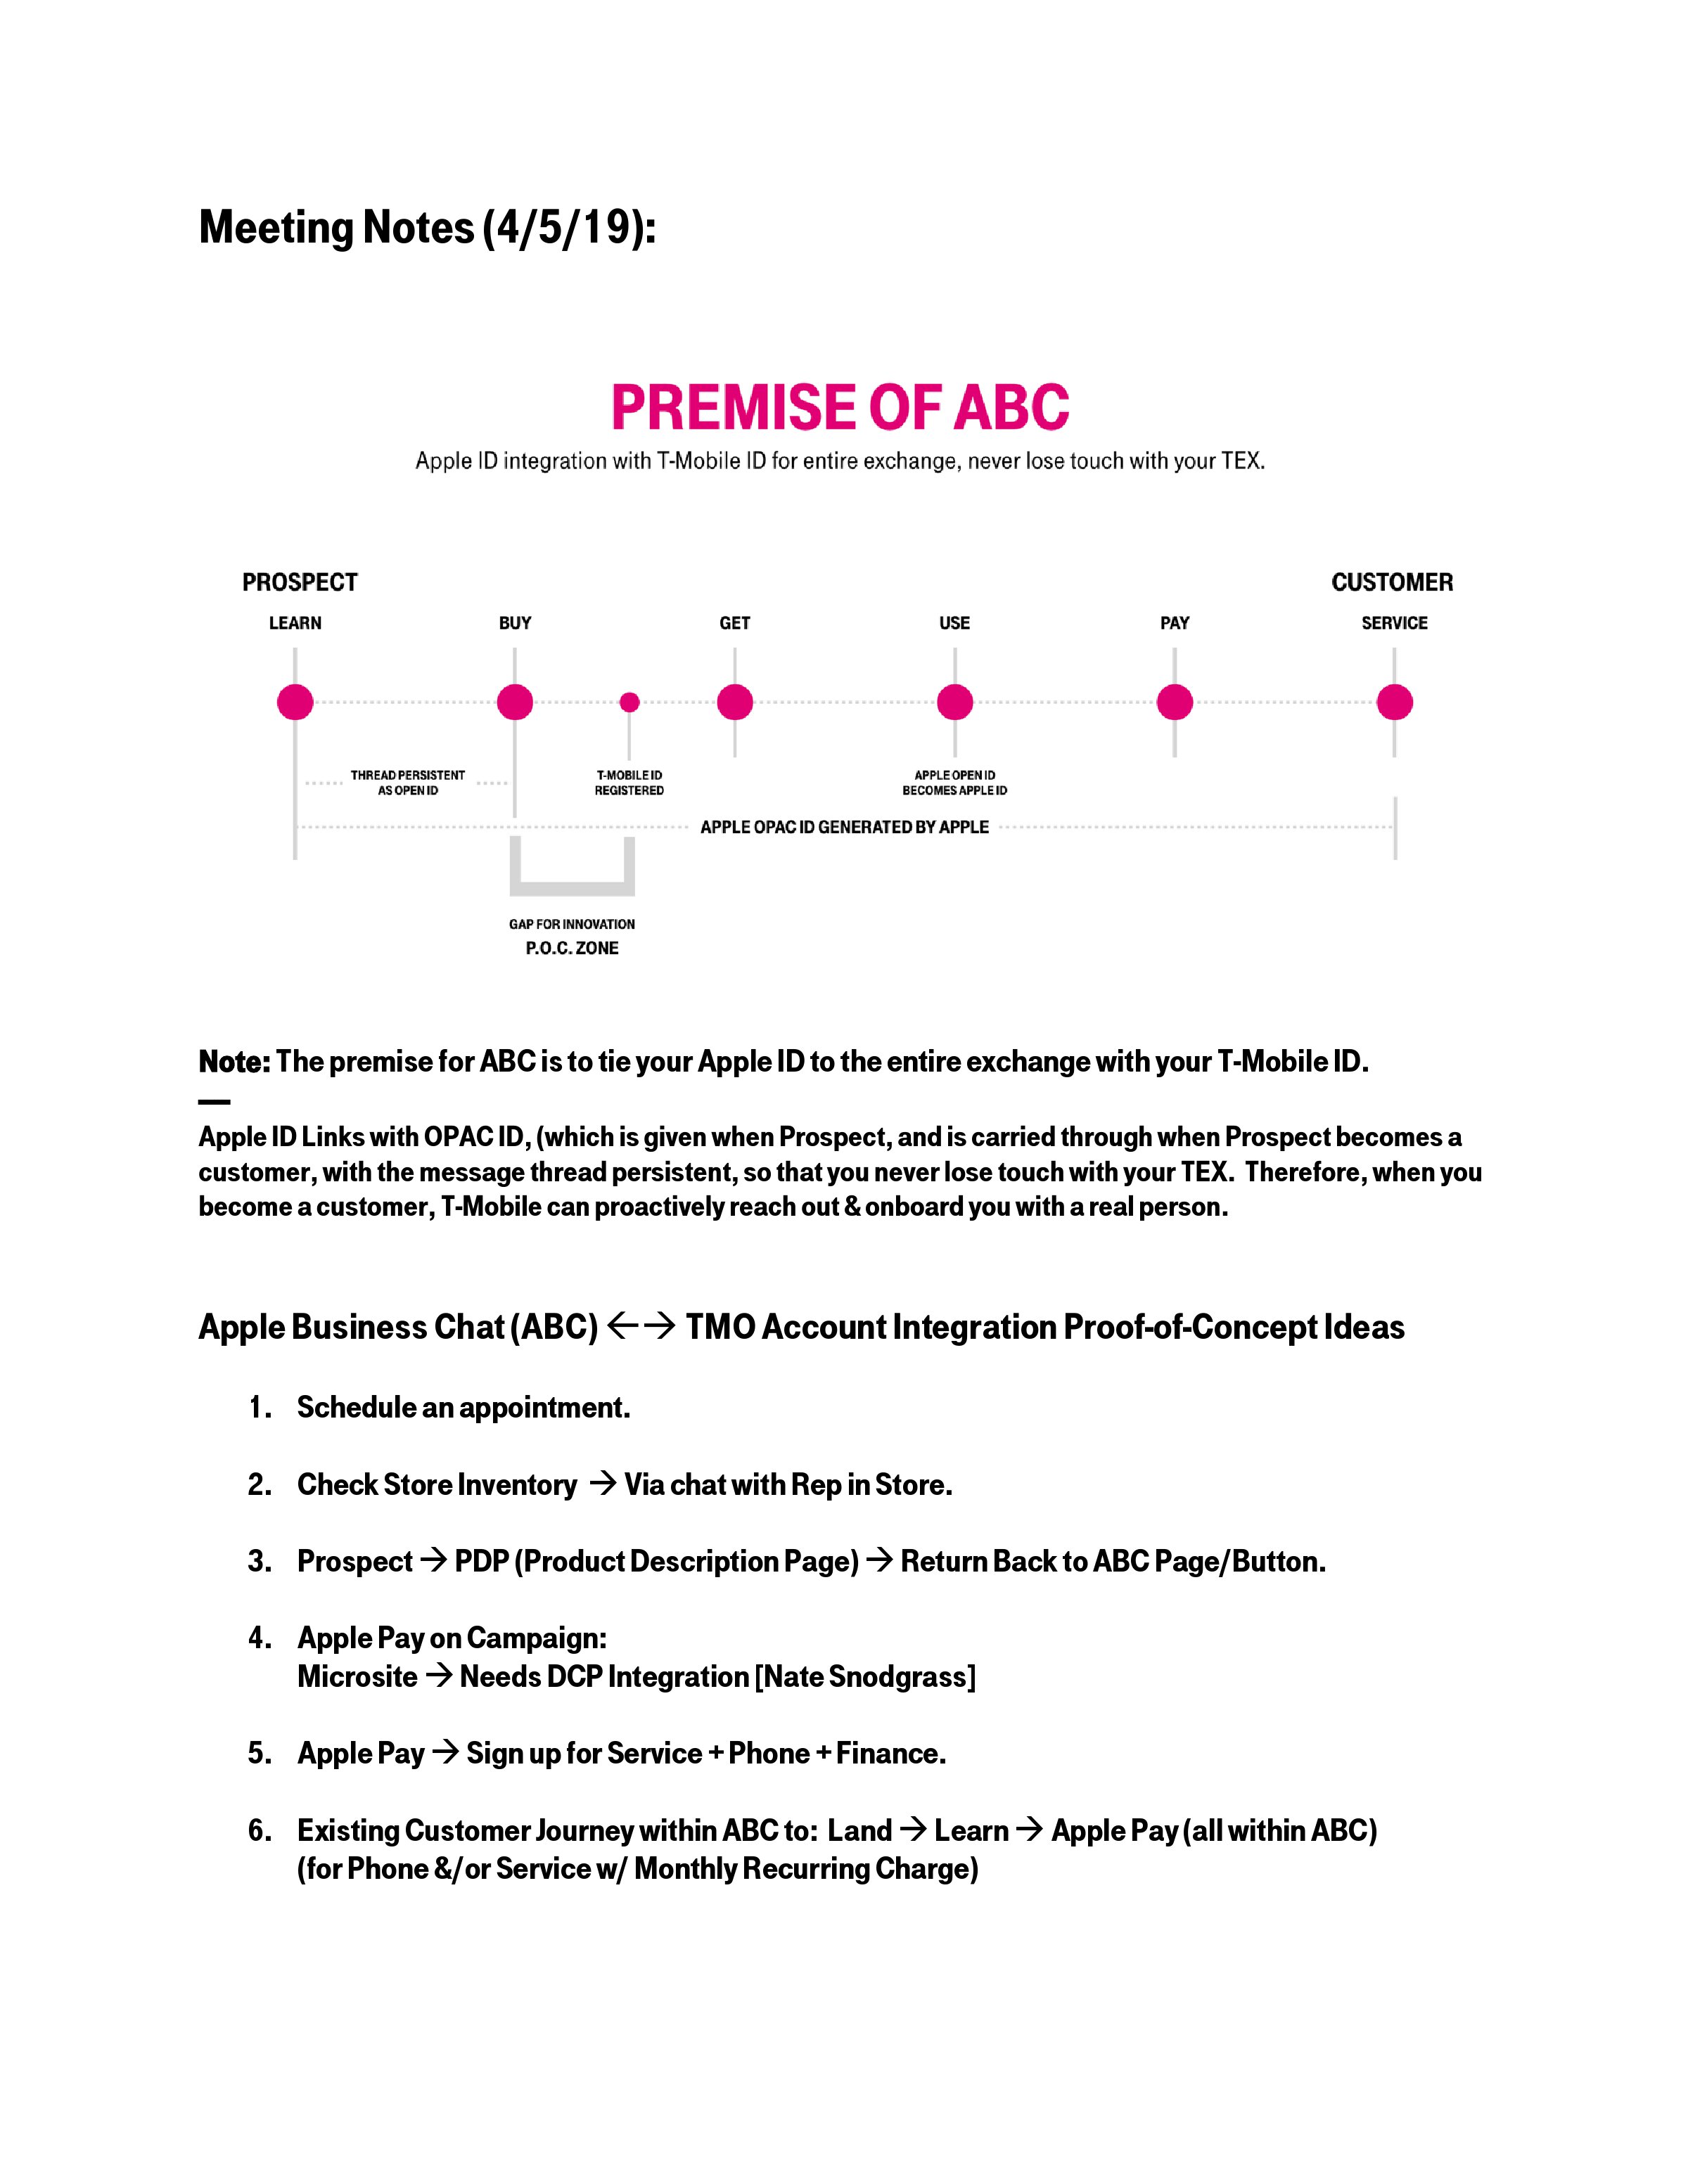 Meeting Notes (4/5/19):
PREMISE OF ABC
Apple ID integration with T-Mobile ID for entire exchange, never lose touch with your TEX.
PROSPECT
CUSTOMER
LEARN
BUY
GET
USE
PAY
SERVICE
THREAD PERSISTENT
AS OPEN ID
T-MOBILE ID
REGISTERED
APPLE OPEN ID
BECOMES APPLE ID
APPLE OPAC ID GENERATED BY APPLE
GAP FOR INNOVATION
P.O.C. ZONE
Note: The premise for ABC is to tie your Apple ID to the entire exchange with your T-Mobile ID.
—
Apple ID Links with OPAC ID, (which is given when Prospect, and is carried through when Prospect becomes a
customer, with the message thread persistent, so that you never lose touch with your TEX. Therefore, when you
become a customer, T-Mobile can proactively reach out & onboard you with a real person.
Apple Business Chat (ABC) ←→ TMO Account Integration Proof-of-Concept Ideas
1. Schedule an appointment.
2. Check Store Inventory → Via chat with Rep in Store.
3. Prospect → PDP (Product Description Page) → Return Back to ABC Page/Button.
4. Apple Pay on Campaign:
Microsite → Needs DCP Integration [Nate Snodgrass]
5. Apple Pay → Sign up for Service + Phone + Finance.
6. Existing Customer Journey within ABC to: Land → Learn → Apple Pay (all within ABC)
(for Phone &/or Service w/ Monthly Recurring Charge)